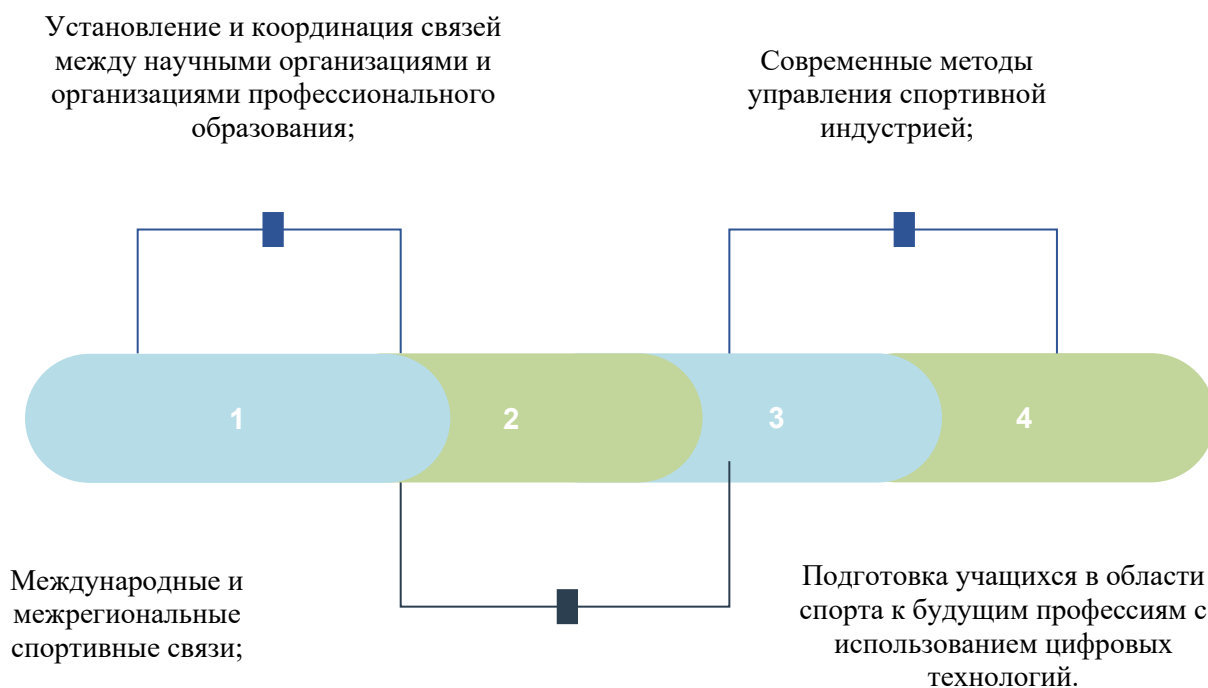 Установление и координация связей
между научными организациями и
организациями профессионального
образования;
Современные методы
управления спортивной
индустрией;
1
2
3
4
Международные и
межрегиональные
спортивные связи;
Подготовка учащихся в области
спорта к будущим профессиям с
использованием цифровых
технологий.